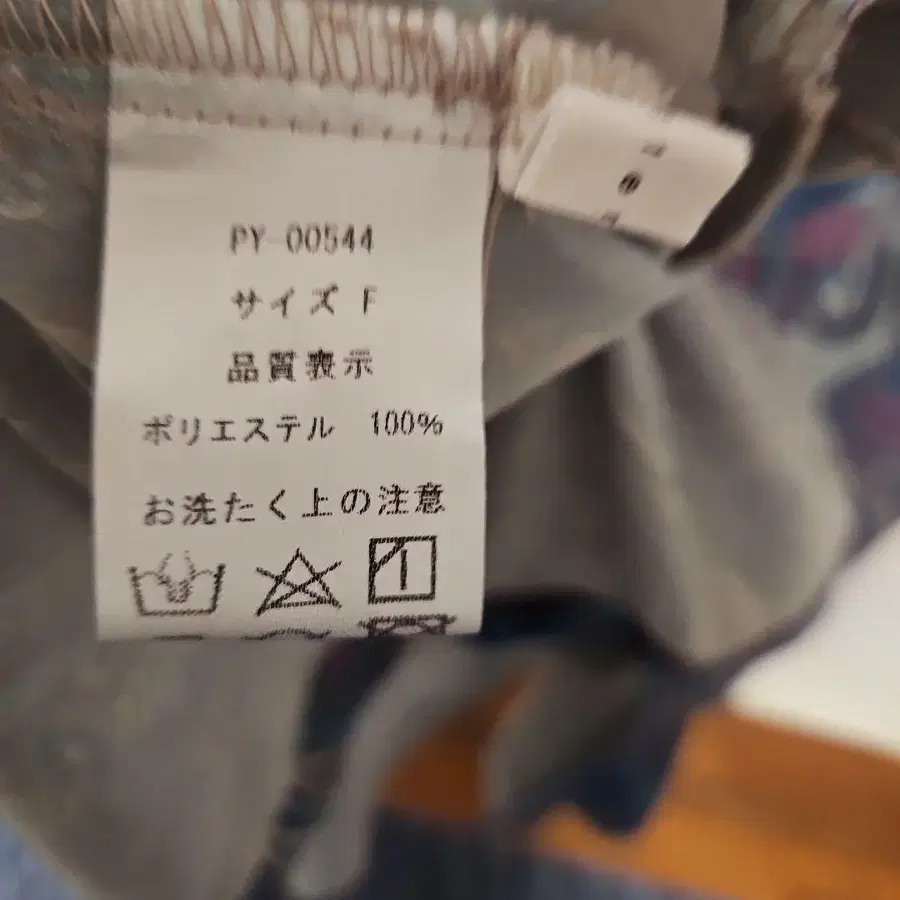 PY-00544
サイズ F
品質表示
ポリエステル 100%
お洗たく上の注意